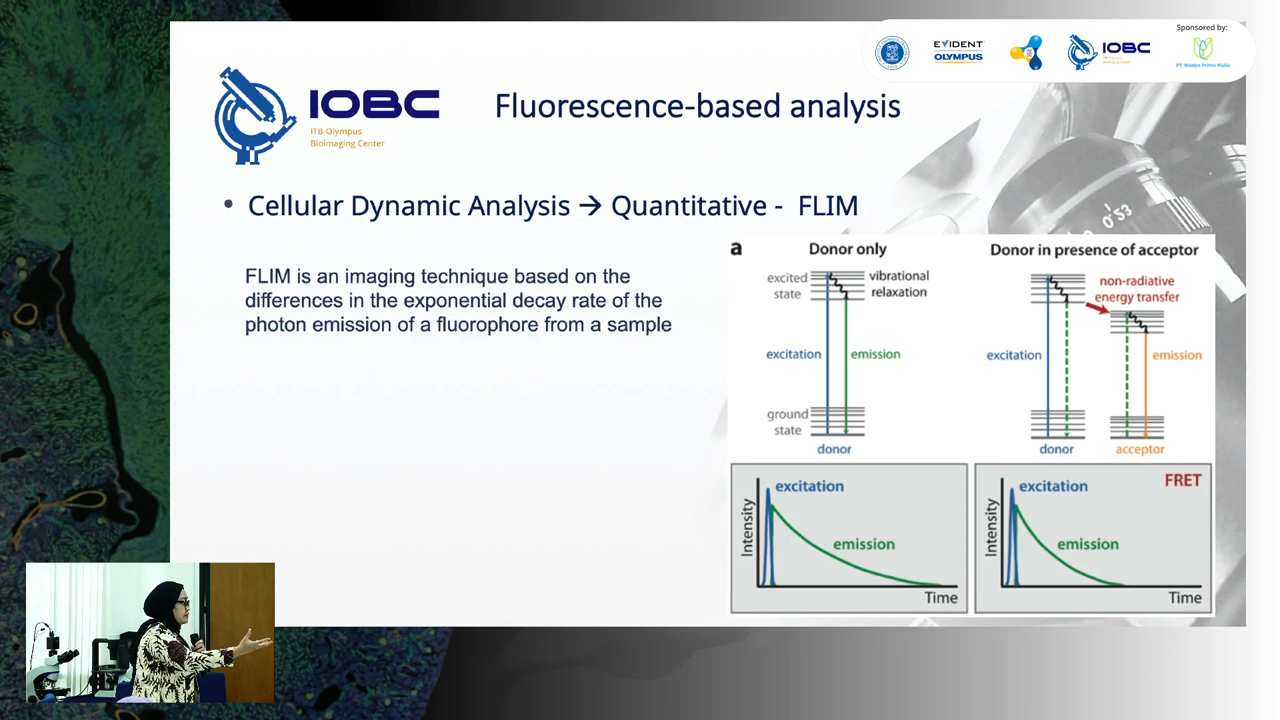 Sponsored by:
EVIDENT
OLYMPUS
IOBC
PT Wadya Prima Mulia
IOBC
ITB-Olympus
Bioimaging Center
Fluorescence-based analysis
• Cellular Dynamic Analysis → Quantitative - FLIM
FLIM is an imaging technique based on the
differences in the exponential decay rate of the
photon emission of a fluorophore from a sample
a
Donor only
excited
state
vibrational
relaxation
excitation
emission
ground
state
donor
Donor in presence of acceptor
non-radiative
energy transfer
excitation
emission
donor
acceptor
Intensity
excitation
emission
Time
FRET
Intensity
excitation
emission
Time